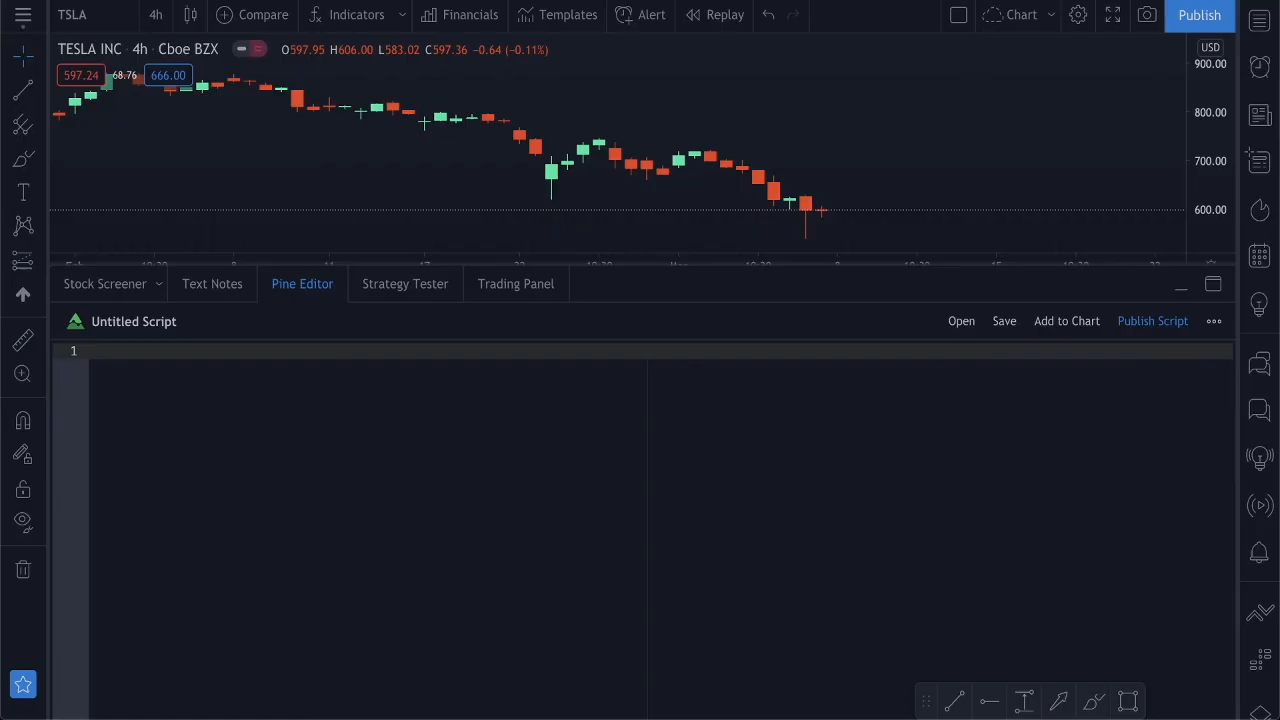 TSLA 4h Compare Indicators Financials Templates Alert Replay Chart Publish
TESLA INC · 4h · Cboe BZX O597.95 H606.00 L583.02 C597.36 −0.64 (−0.11%)
USD
597.24 68.76 666.00
900.00
800.00
700.00
600.00
Stock Screener Text Notes Pine Editor Strategy Tester Trading Panel
Untitled Script Open Save Add to Chart Publish Script
1